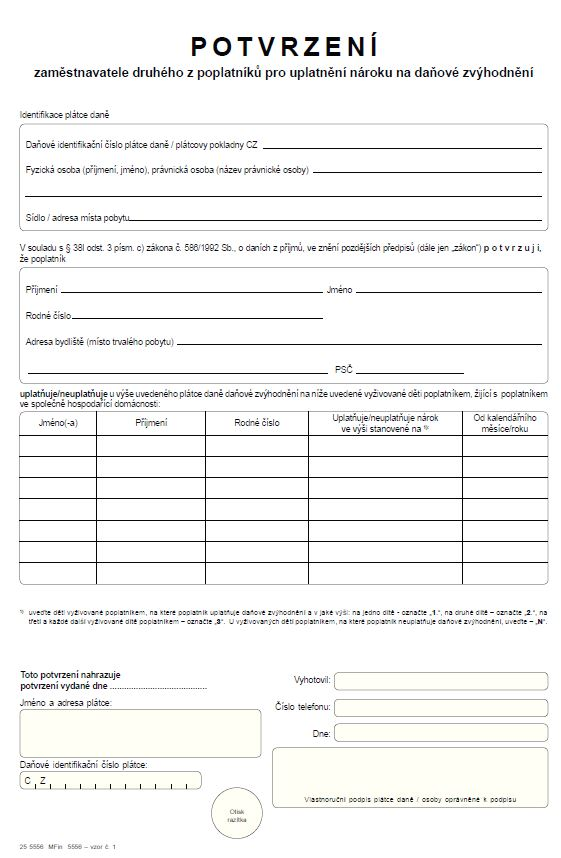 POTVRZENÍ
zaměstnavatele druhého z poplatníků pro uplatnění nároku na daňové zvýhodnění
Identifikace plátce daně
Daňové identifikační číslo plátce daně / plátcovy pokladny CZ
Fyzická osoba (příjmení, jméno), právnická osoba (název právnické osoby)
Sídlo / adresa místa pobytu
V souladu s § 38l odst. 3 písm. c) zákona č. 586/1992 Sb., o daních z příjmů, ve znění pozdějších předpisů (dále jen „zákon“) p o t v r z u j i,
že poplatník
Příjmení Jméno
Rodné číslo
Adresa bydliště (místo trvalého pobytu)
PSČ
uplatňuje/neuplatňuje u výše uvedeného plátce daně daňové zvýhodnění na níže uvedené vyživované děti poplatníkem, žijící s poplatníkem
ve společně hospodařící domácnosti:
Jméno(-a) Příjmení Rodné číslo Uplatňuje/neuplatňuje nárok Od kalendářního
ve výši stanovené na ¹⁾: měsíce/roku
¹⁾ uveďte děti vyživované poplatníkem, na které poplatník uplatňuje daňové zvýhodnění a v jaké výši: na jedno dítě - označte „1.“, na druhé dítě – označte „2.“, na
třetí a každé další vyživované dítě poplatníkem – označte „3“. U vyživovaných dětí poplatníkem, na které poplatník neuplatňuje daňové zvýhodnění, uveďte – „N“.
Toto potvrzení nahrazuje
potvrzení vydané dne ........................................
Vyhotovil:
Jméno a adresa plátce:
Číslo telefonu:
Dne:
Daňové identifikační číslo plátce:
C Z
Otisk
razítka
Vlastnoruční podpis plátce daně / osoby oprávněné k podpisu
25 5556 MFin 5556 – vzor č. 1